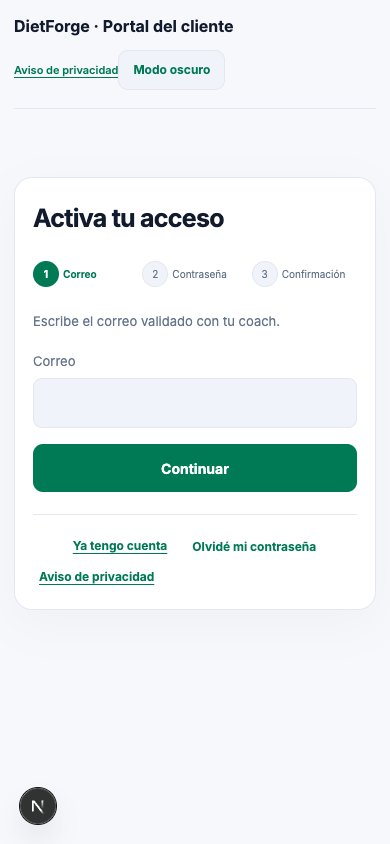 DietForge · Portal del cliente
Aviso de privacidad Modo oscuro
Activa tu acceso
1 Correo 2 Contraseña 3 Confirmación
Escribe el correo validado con tu coach.
Correo
Continuar
Ya tengo cuenta Olvidé mi contraseña
Aviso de privacidad
N